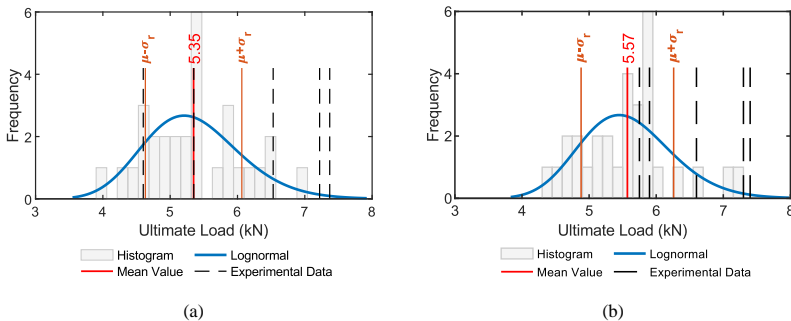 6
4
2
0
Frequency
μ-σr
5.35
μ+σr
3 4 5 6 7 8
Ultimate Load (kN)
Histogram Lognormal
Mean Value Experimental Data
(a)
6
4
2
0
Frequency
μ-σr
5.57
μ+σr
3 4 5 6 7 8
Ultimate Load (kN)
Histogram Lognormal
Mean Value Experimental Data
(b)